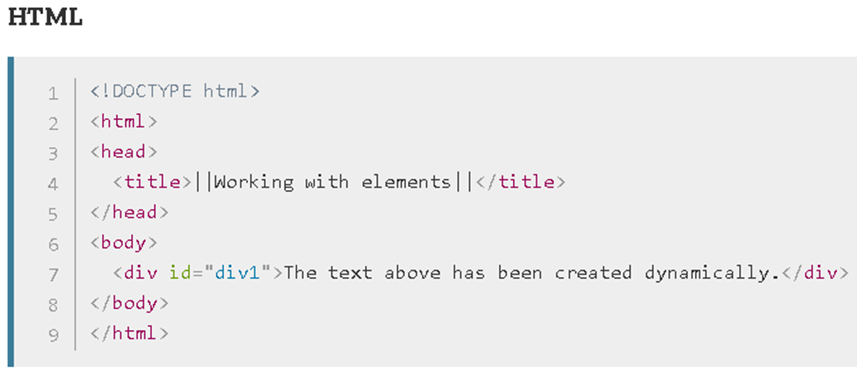 HTML
1 <!DOCTYPE html>
2 <html>
3 <head>
4   <title>||Working with elements||</title>
5 </head>
6 <body>
7   <div id="div1">The text above has been created dynamically.</div>
8 </body>
9 </html>